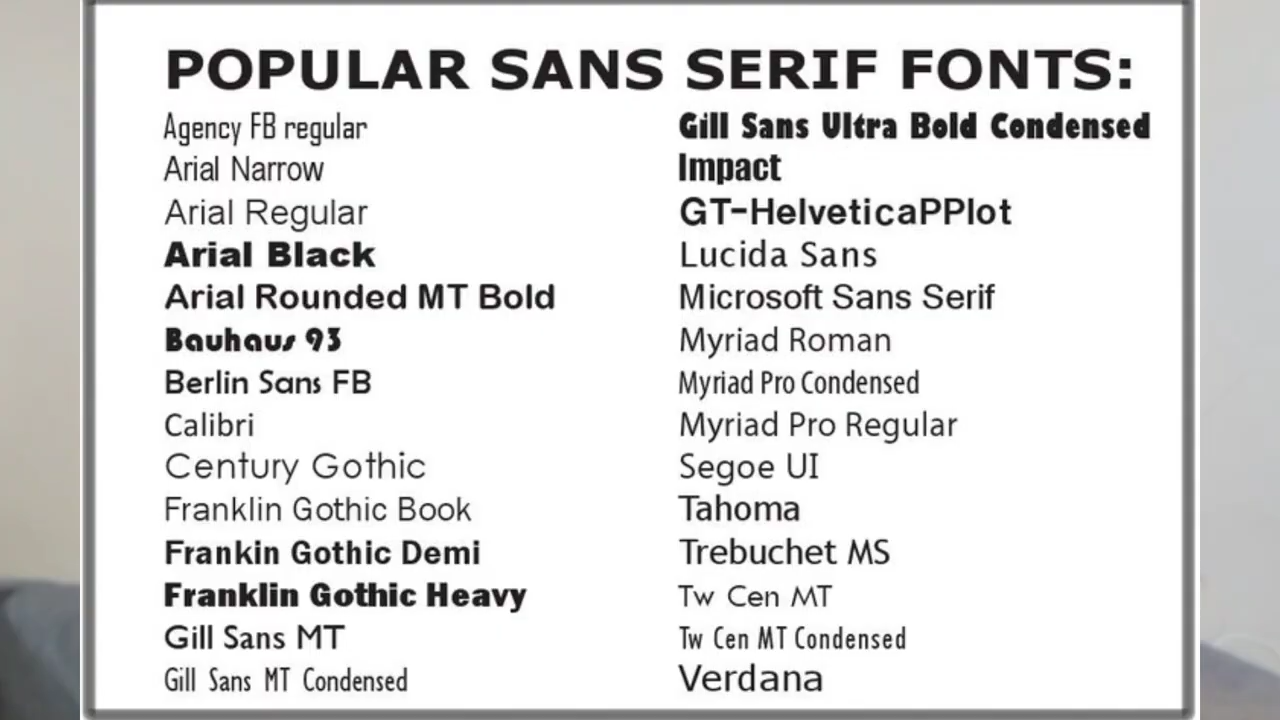 POPULAR SANS SERIF FONTS:
Agency FB regular
Arial Narrow
Arial Regular
Arial Black
Arial Rounded MT Bold
Bauhaus 93
Berlin Sans FB
Calibri
Century Gothic
Franklin Gothic Book
Frankin Gothic Demi
Franklin Gothic Heavy
Gill Sans MT
Gill Sans MT Condensed
Gill Sans Ultra Bold Condensed
Impact
GT-HelveticaPPlot
Lucida Sans
Microsoft Sans Serif
Myriad Roman
Myriad Pro Condensed
Myriad Pro Regular
Segoe UI
Tahoma
Trebuchet MS
Tw Cen MT
Tw Cen MT Condensed
Verdana